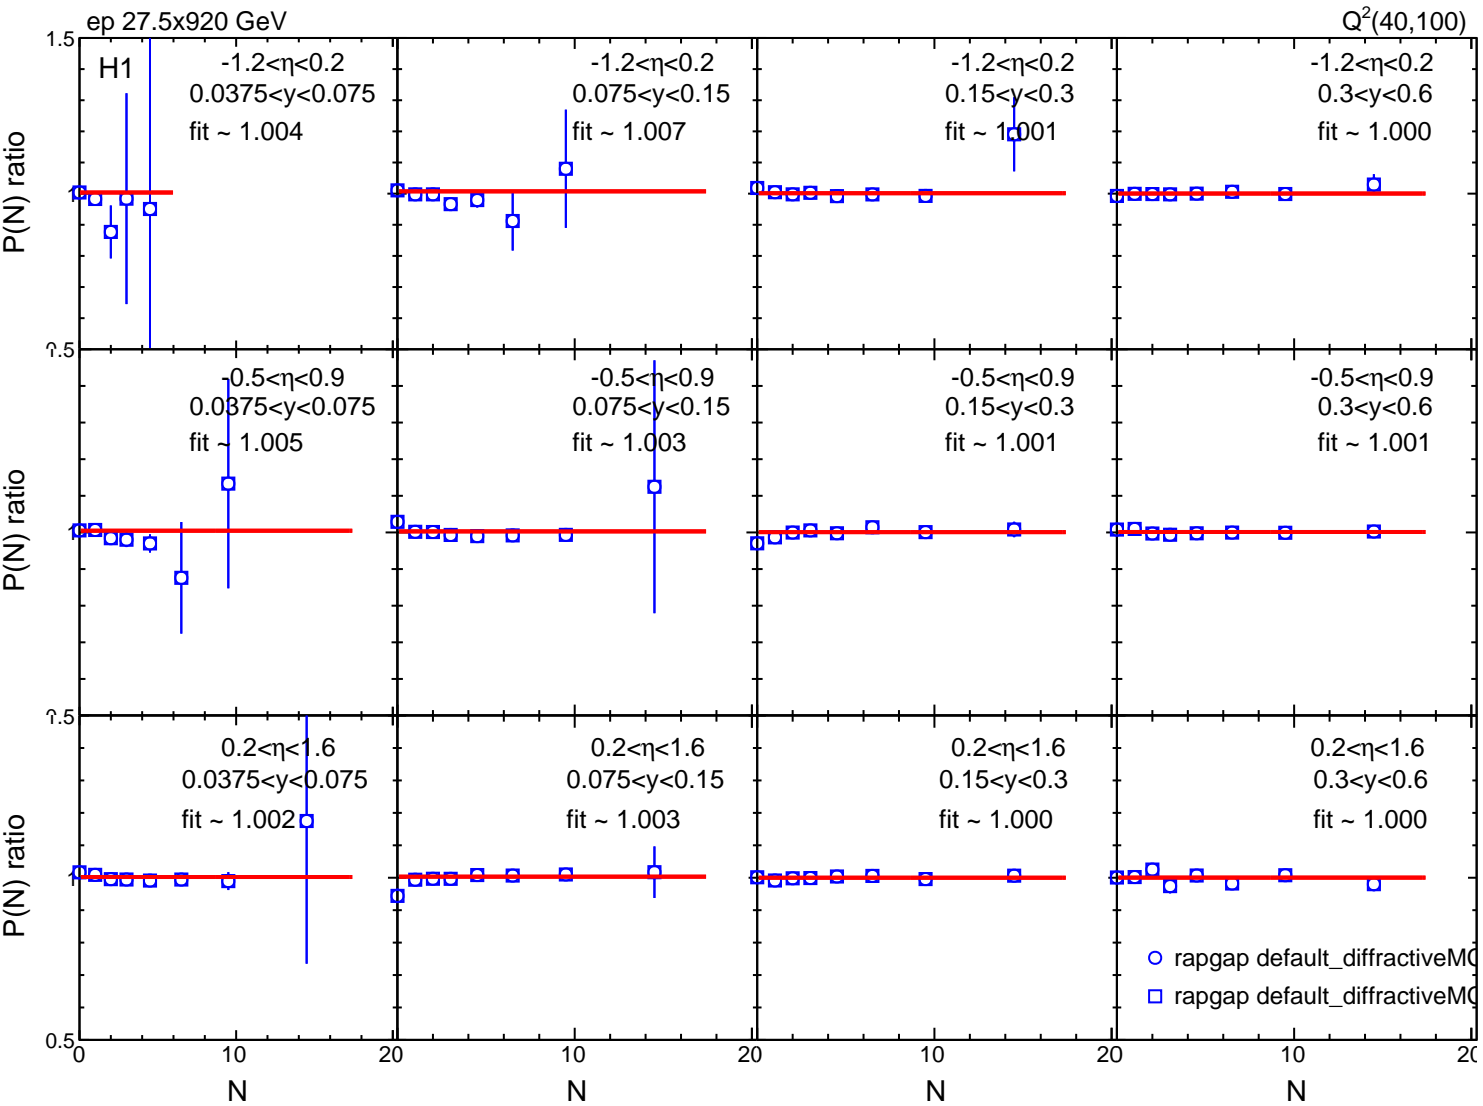 ep 27.5x920 GeV
Q²(40,100)
1.5
H1
-1.2<η<0.2
0.0375<y<0.075
fit ~ 1.004
-1.2<η<0.2
0.075<y<0.15
fit ~ 1.007
-1.2<η<0.2
0.15<y<0.3
fit ~ 1.001
-1.2<η<0.2
0.3<y<0.6
fit ~ 1.000
P(N) ratio
-0.5<η<0.9
0.0375<y<0.075
fit ~ 1.005
-0.5<η<0.9
0.075<y<0.15
fit ~ 1.003
-0.5<η<0.9
0.15<y<0.3
fit ~ 1.001
-0.5<η<0.9
0.3<y<0.6
fit ~ 1.001
P(N) ratio
0.2<η<1.6
0.0375<y<0.075
fit ~ 1.002
0.2<η<1.6
0.075<y<0.15
fit ~ 1.003
0.2<η<1.6
0.15<y<0.3
fit ~ 1.000
0.2<η<1.6
0.3<y<0.6
fit ~ 1.000
P(N) ratio
rapgap default_diffractiveMC
rapgap default_diffractiveMC
0.5
0 10 20 10 20 10 20 10 20
N N N N